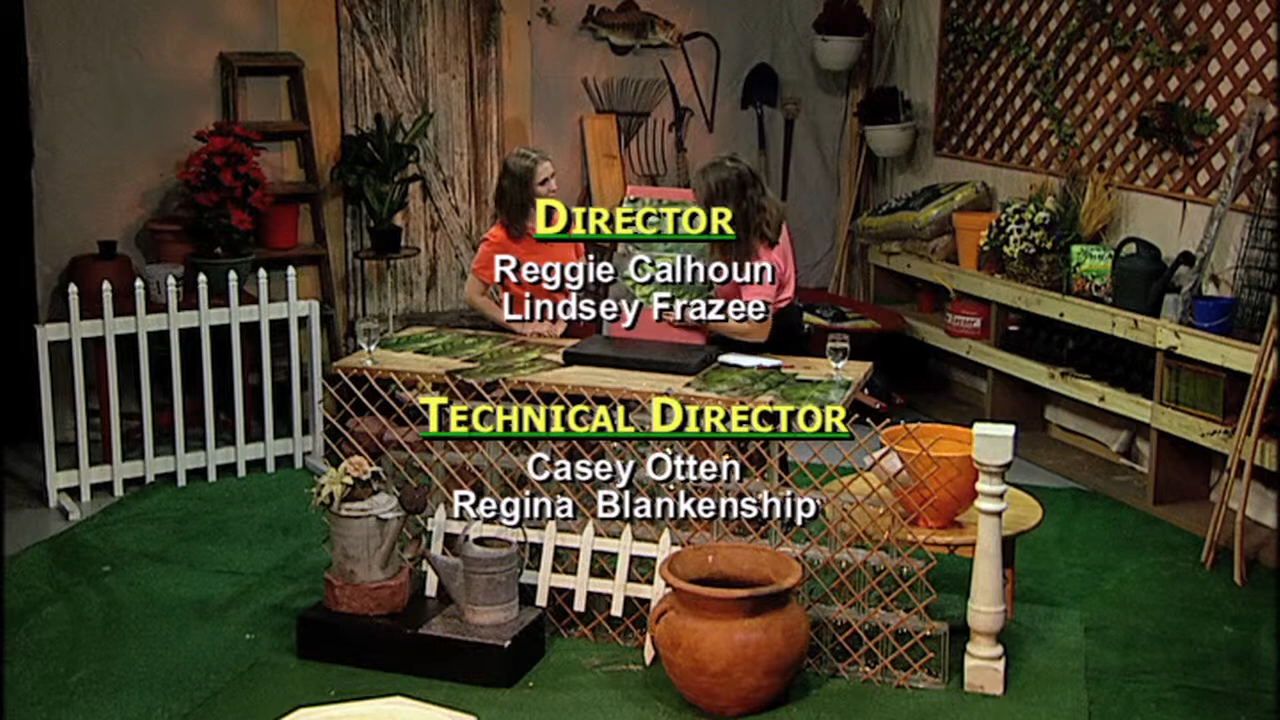 DIRECTOR
Reggie Calhoun
Lindsey Frazee
TECHNICAL DIRECTOR
Casey Otten
Regina Blankenship